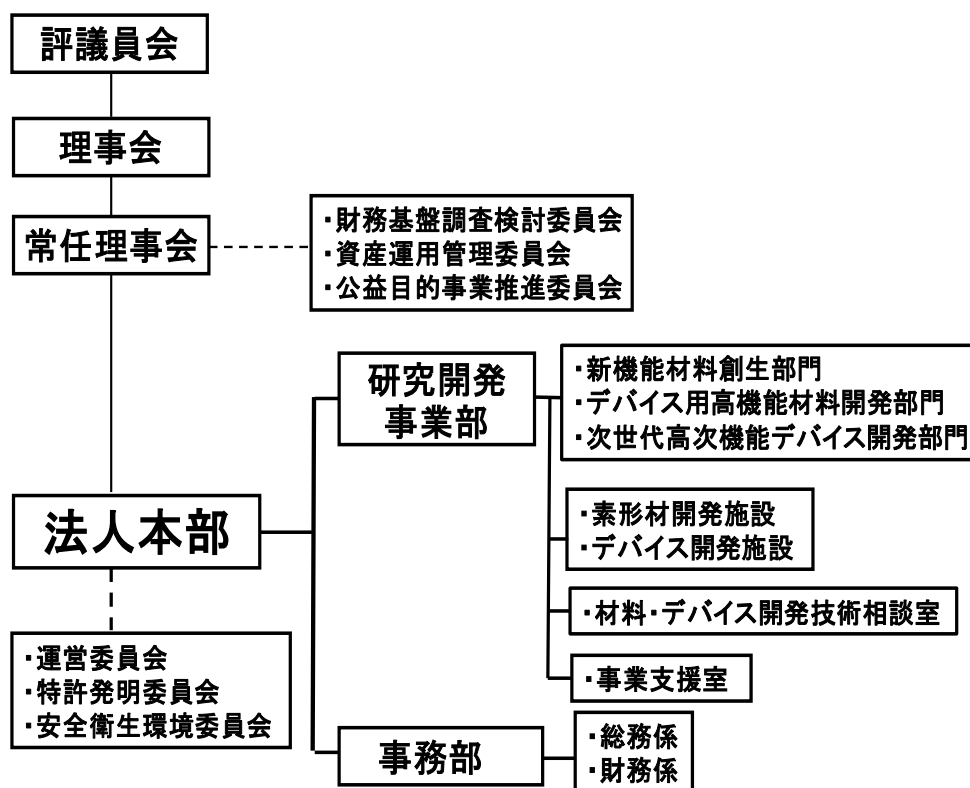 評議員会
理事会
常任理事会
・財務基盤調査検討委員会
・資産運用管理委員会
・公益目的事業推進委員会
研究開発
事業部
・新機能材料創生部門
・デバイス用高機能材料開発部門
・次世代高次機能デバイス開発部門
法人本部
・素形材開発施設
・デバイス開発施設
・材料・デバイス開発技術相談室
・運営委員会
・特許発明委員会
・安全衛生環境委員会
・事業支援室
事務部
・総務係
・財務係